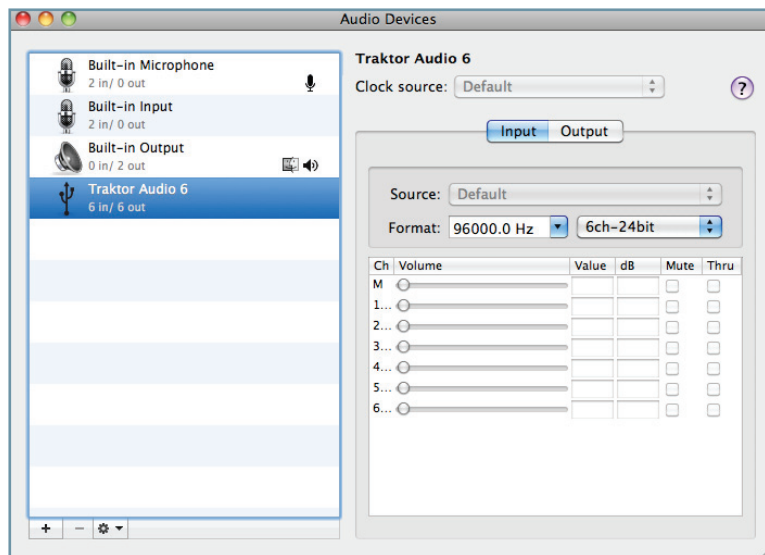 Audio Devices
Built-in Microphone
2 in/ 0 out
Built-in Input
2 in/ 0 out
Built-in Output
0 in/ 2 out
Traktor Audio 6
6 in/ 6 out
+ −
Traktor Audio 6
Clock source: Default ?
Input Output
Source: Default
Format: 96000.0 Hz 6ch-24bit
Ch Volume Value dB Mute Thru
M
1...
2...
3...
4...
5...
6...